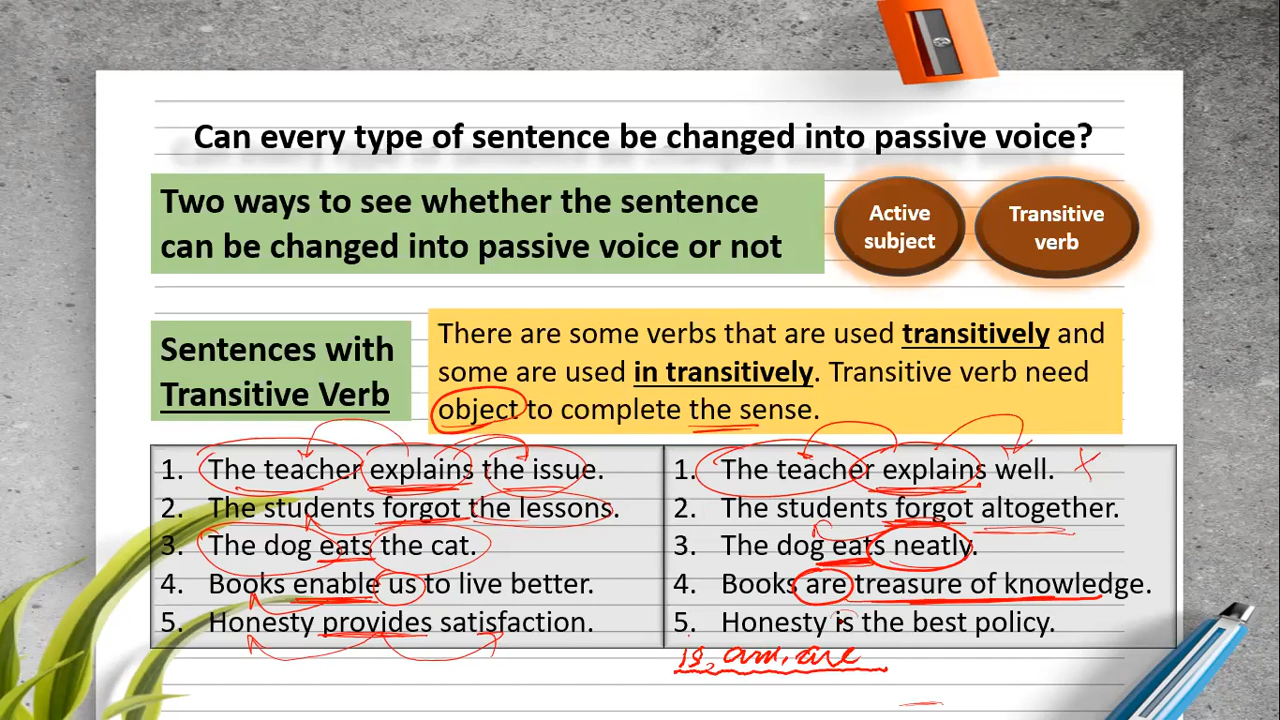 Can every type of sentence be changed into passive voice?
Two ways to see whether the sentence
can be changed into passive voice or not
Active
subject
Transitive
verb
Sentences with
Transitive Verb
There are some verbs that are used transitively and
some are used in transitively. Transitive verb need
object to complete the sense.
1. The teacher explains the issue.
2. The students forgot the lessons.
3. The dog eats the cat.
4. Books enable us to live better.
5. Honesty provides satisfaction.
1. The teacher explains well. x
2. The students forgot altogether.
3. The dog eats neatly.
4. Books are treasure of knowledge.
5. Honesty is the best policy.
is, am, are